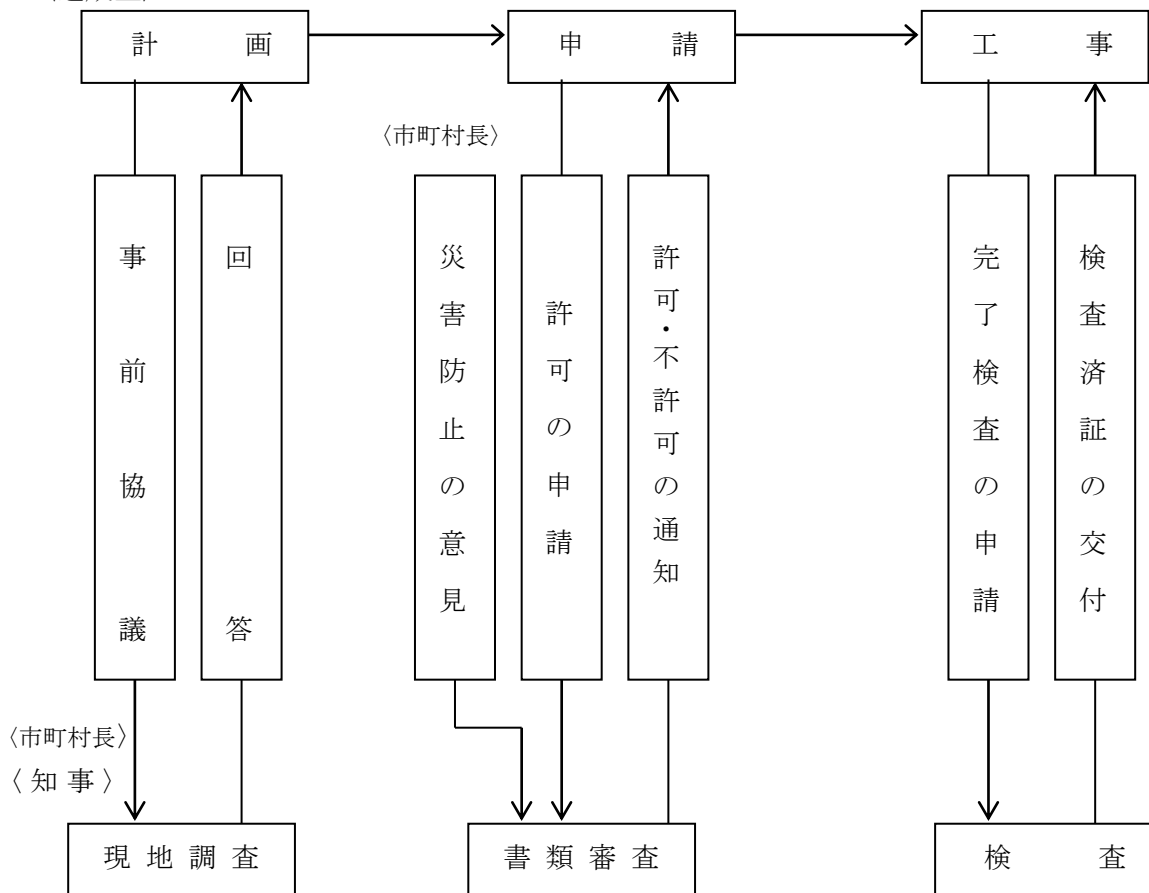 計画
申請
工事
〈市町村長〉
事前協議
回答
災害防止の意見
許可の申請
許可・不許可の通知
完了検査の申請
検査済証の交付
〈市町村長〉
〈知事〉
現地調査
書類審査
検査